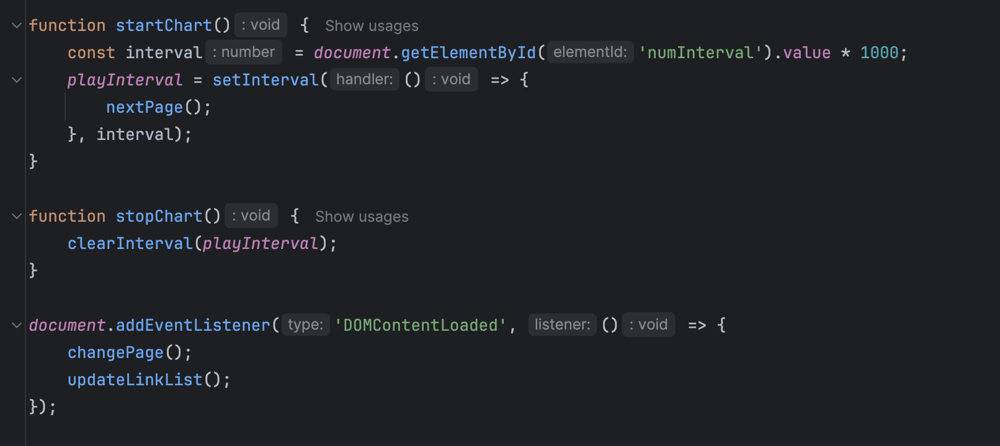 function startChart() : void { Show usages
    const interval : number = document.getElementById( elementId: 'numInterval').value * 1000;
    playInterval = setInterval( handler: () : void => {
        nextPage();
    }, interval);
}
function stopChart() : void { Show usages
    clearInterval(playInterval);
}
document.addEventListener( type: 'DOMContentLoaded', listener: () : void => {
    changePage();
    updateLinkList();
});